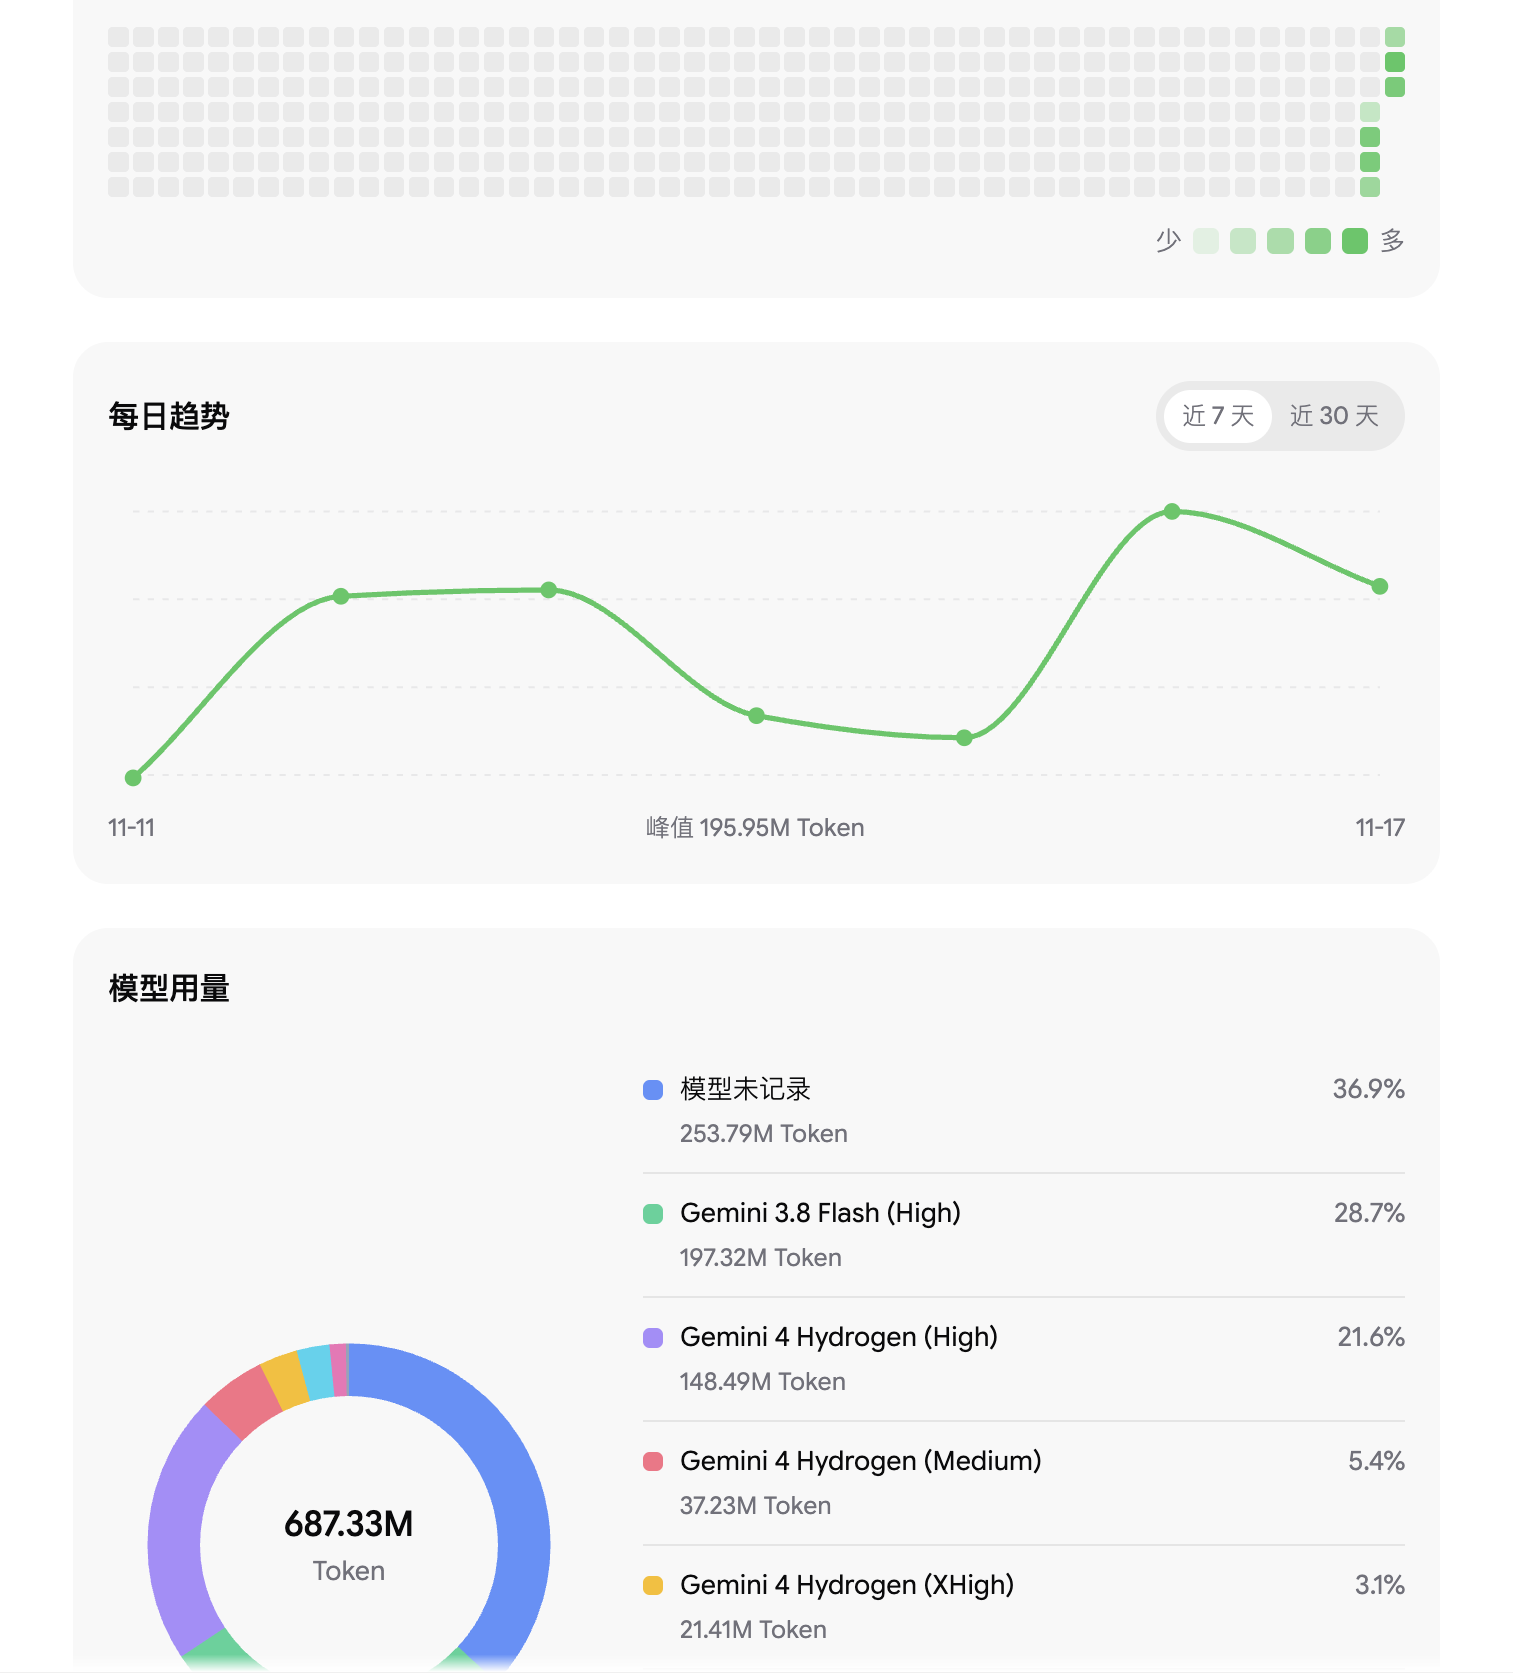 少 多
每日趋势
近 7 天 近 30 天
11-11 峰值 195.95M Token 11-17
模型用量
模型未记录 36.9%
253.79M Token
Gemini 3.8 Flash (High) 28.7%
197.32M Token
Gemini 4 Hydrogen (High) 21.6%
148.49M Token
Gemini 4 Hydrogen (Medium) 5.4%
37.23M Token
Gemini 4 Hydrogen (XHigh) 3.1%
21.41M Token
687.33M
Token